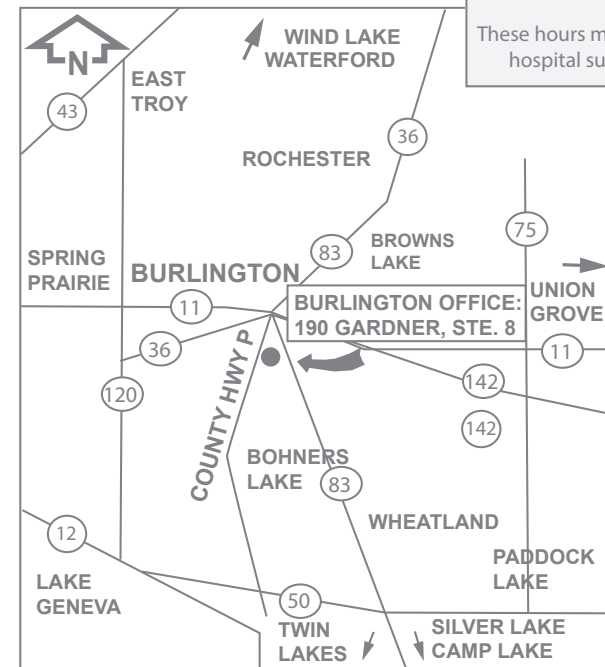 These hours m
hospital su
N
WIND LAKE
WATERFORD
EAST
TROY
43
36
ROCHESTER
75
83
BROWNS
LAKE
SPRING
PRAIRIE
BURLINGTON
UNION
GROVE
11
BURLINGTON OFFICE:
190 GARDNER, STE. 8
36
11
142
120
COUNTY HWY P
142
BOHNERS
LAKE
83
WHEATLAND
12
PADDOCK
LAKE
LAKE
GENEVA
50
TWIN
LAKES
SILVER LAKE
CAMP LAKE